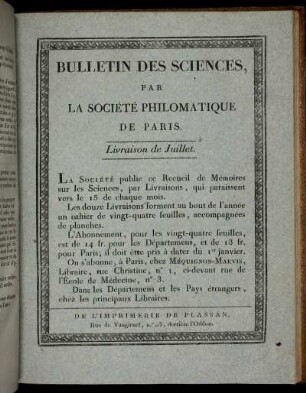 BULLETIN DES SCIENCES,
PAR
LA SOCIÉTÉ PHILOMATIQUE
DE PARIS.
Livraison de Juillet.
LA SOCIÉTÉ publie ce Recueil de Mémoires
sur les Sciences, par Livraisons, qui paraissent
vers le 15 de chaque mois.
Les douze Livraisons forment au bout de l'année
un cahier de vingt-quatre feuilles, accompagnées
de planches.
L'Abonnement, pour les vingt-quatre feuilles,
est de 14 fr. pour les Départemens, et de 13 fr.
pour Paris, il doit être pris à dater du 1er janvier.
On s'abonne, à Paris, chez MÉQUIGNON-MARVIS,
Libraire, rue Christine, n° 1, ci-devant rue de
l'École de Médecine, n° 3.
Dans les Départemens et les Pays étrangers,
chez les principaux Libraires.
DE L'IMPRIMERIE DE PLASSAN,
Rue de Vaugirard, n.° 15, derrière l'Odéon